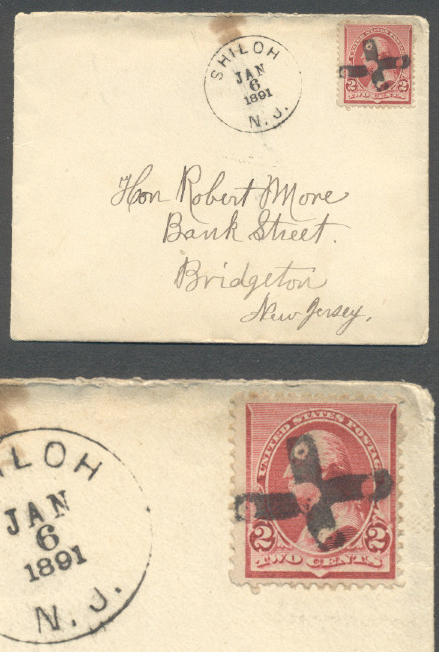 SHILOH
JAN
6
1891
N. J.
UNITED STATES POSTAGE
2 2
TWO CENTS
Hon Robert More
Bank Street.
Bridgeton
New Jersey.
HILOH
JAN
6
1891
N. J.
UNITED STATES POSTAGE
2 2
TWO CENTS